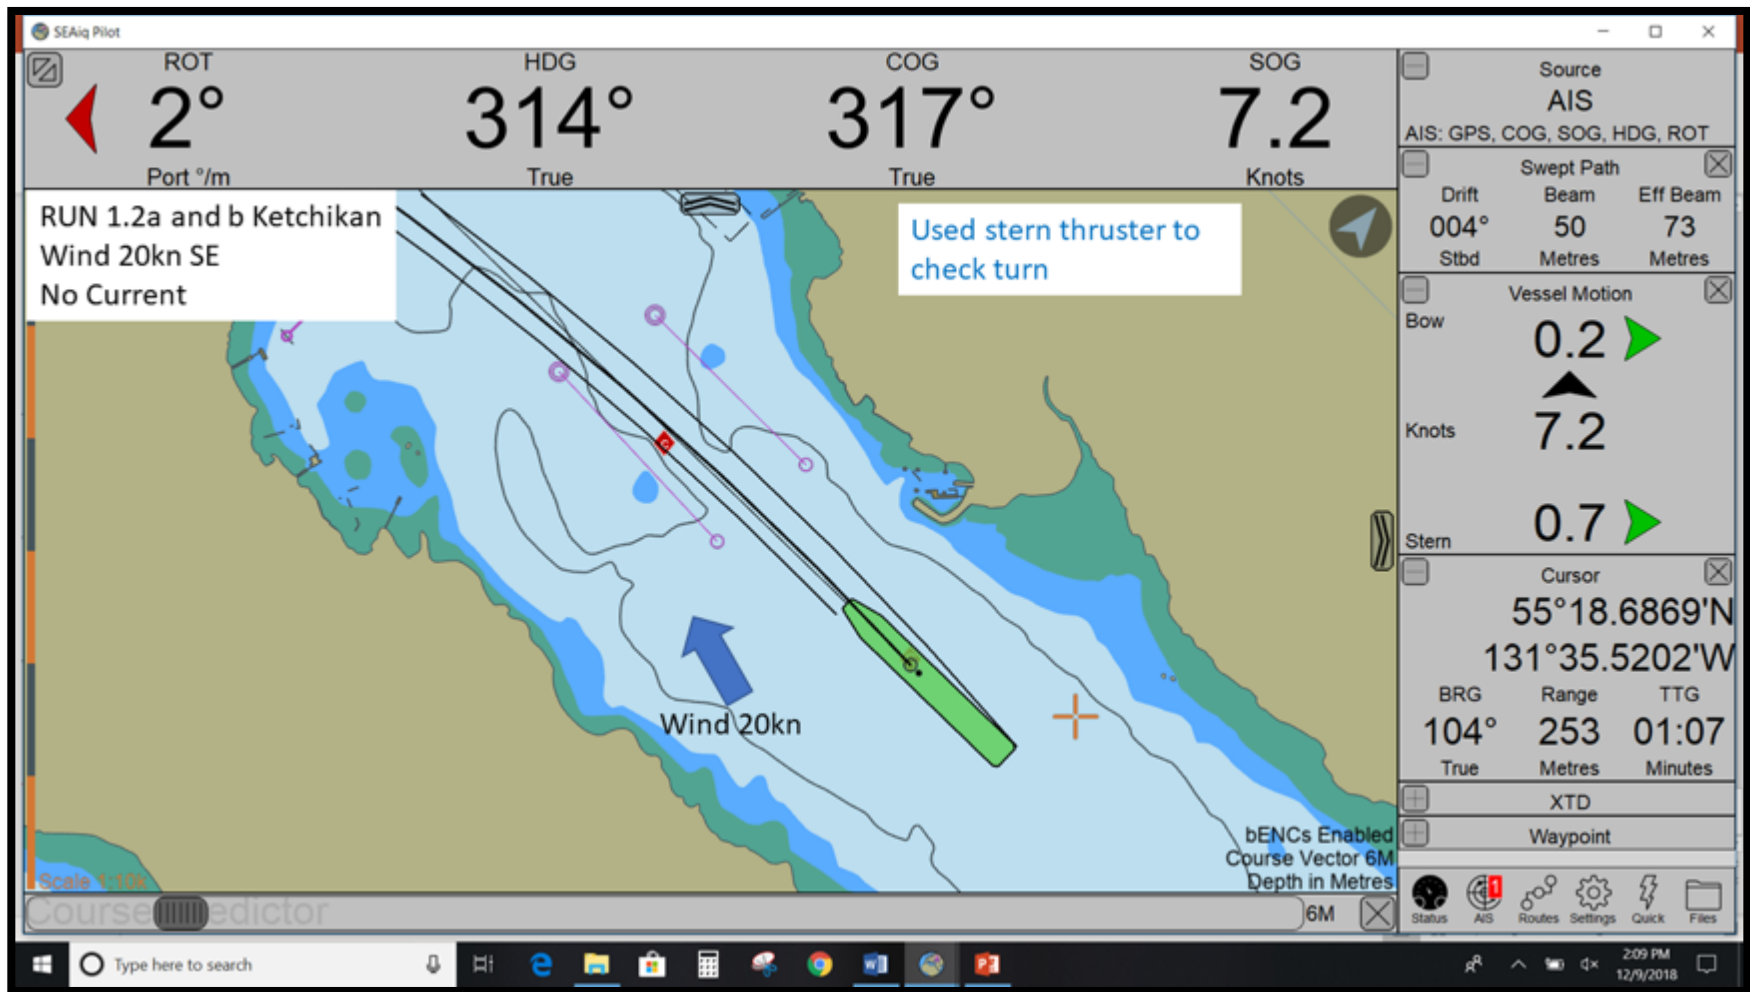 SEAiq Pilot
ROT
HDG
COG
SOG
2°
314°
317°
7.2
Port °/m
True
True
Knots
RUN 1.2a and b Ketchikan
Wind 20kn SE
No Current
Used stern thruster to
check turn
Wind 20kn
bENCs Enabled
Course Vector 6M
Depth in Metres
Scale 1:10k
6M
Source
AIS
AIS: GPS, COG, SOG, HDG, ROT
Swept Path
Drift Beam Eff Beam
004° 50 73
Stbd Metres Metres
Vessel Motion
Bow
0.2
Knots
7.2
Stern
0.7
Cursor
55°18.6869'N
131°35.5202'W
BRG Range TTG
104° 253 01:07
True Metres Minutes
XTD
Waypoint
1
Status AIS Routes Settings Quick Files
Type here to search
2:09 PM
12/9/2018